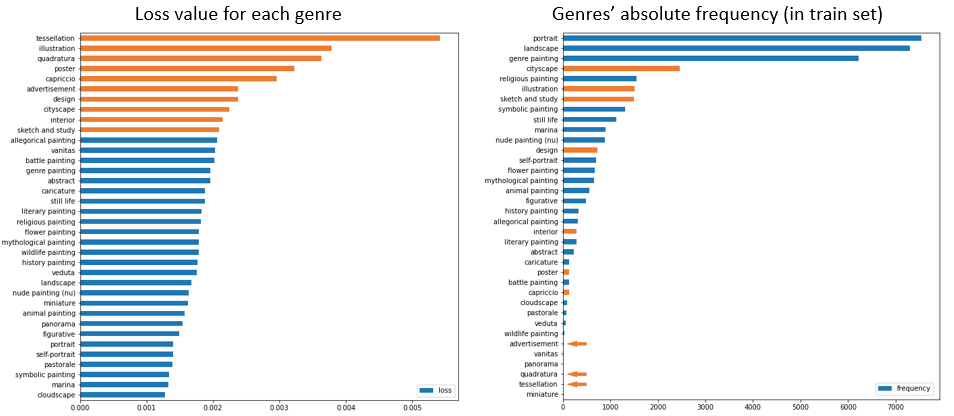 Loss value for each genre
tessellation
illustration
quadratura
poster
capriccio
advertisement
design
cityscape
interior
sketch and study
allegorical painting
vanitas
battle painting
genre painting
abstract
caricature
still life
literary painting
religious painting
flower painting
mythological painting
wildlife painting
history painting
veduta
landscape
nude painting (nu)
miniature
animal painting
panorama
figurative
portrait
self-portrait
pastorale
symbolic painting
marina
cloudscape
loss
0.000 0.001 0.002 0.003 0.004 0.005
Genres’ absolute frequency (in train set)
portrait
landscape
genre painting
cityscape
religious painting
illustration
sketch and study
symbolic painting
still life
marina
nude painting (nu)
design
self-portrait
flower painting
mythological painting
animal painting
figurative
history painting
allegorical painting
interior
literary painting
abstract
caricature
poster
battle painting
capriccio
cloudscape
pastorale
veduta
wildlife painting
advertisement
vanitas
panorama
quadratura
tessellation
miniature
frequency
0 1000 2000 3000 4000 5000 6000 7000